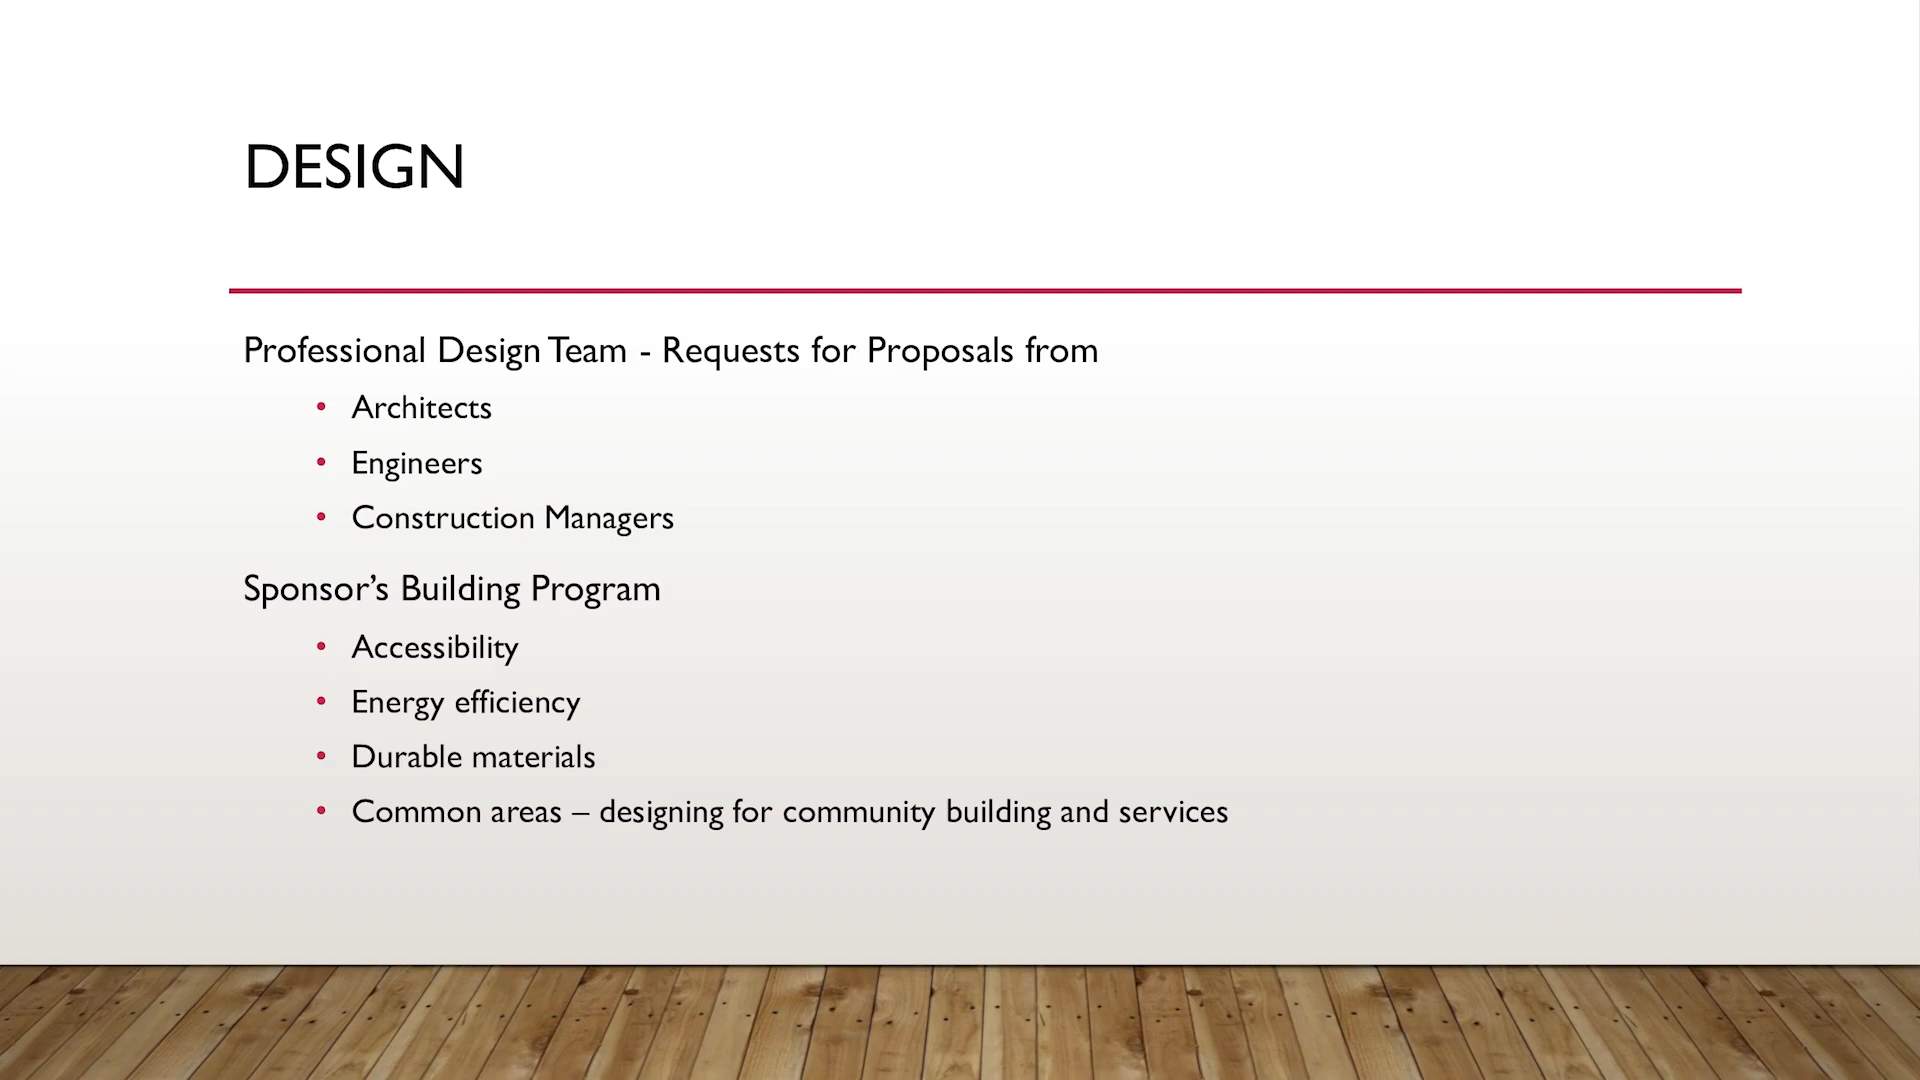 DESIGN
Professional Design Team - Requests for Proposals from
• Architects
• Engineers
• Construction Managers
Sponsor’s Building Program
• Accessibility
• Energy efficiency
• Durable materials
• Common areas – designing for community building and services